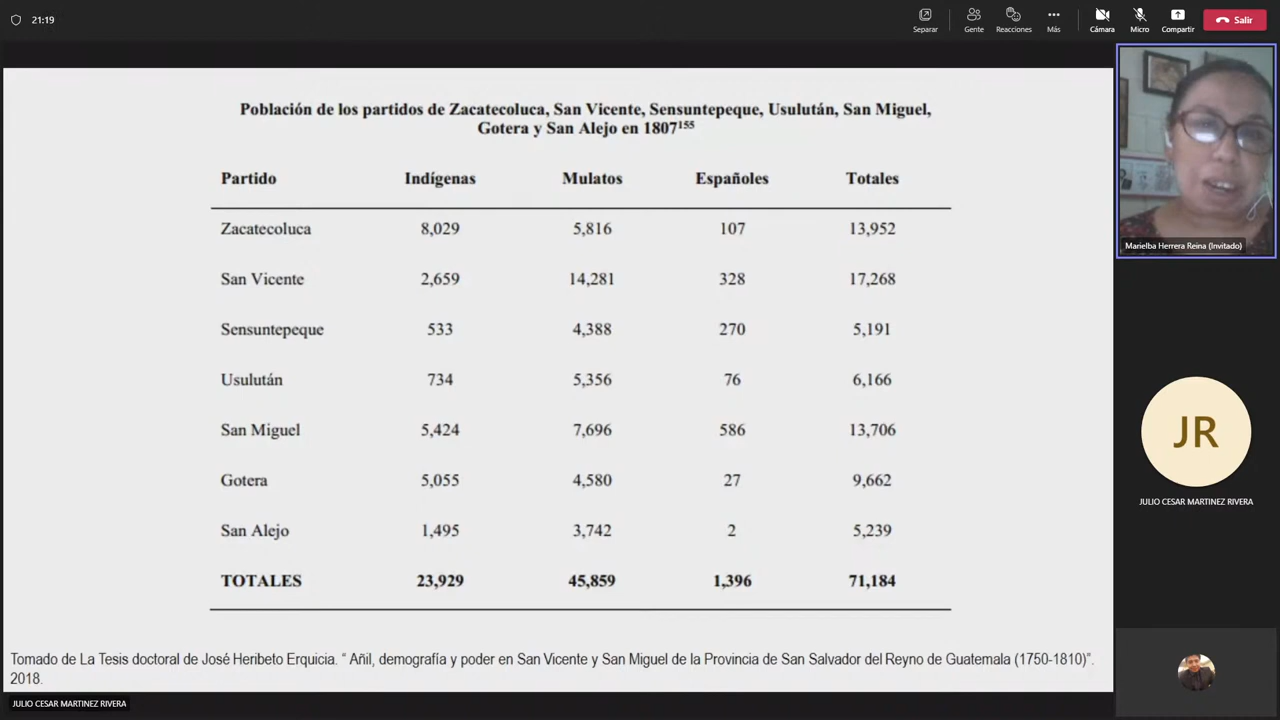 21:19
Separar
Gente
Reacciones
Más
Cámara
Micro
Compartir
Salir
Población de los partidos de Zacatecoluca, San Vicente, Sensuntepeque, Usulután, San Miguel,
Gotera y San Alejo en 1807¹⁵⁵
Partido Indígenas Mulatos Españoles Totales
Zacatecoluca 8,029 5,816 107 13,952
San Vicente 2,659 14,281 328 17,268
Sensuntepeque 533 4,388 270 5,191
Usulután 734 5,356 76 6,166
San Miguel 5,424 7,696 586 13,706
Gotera 5,055 4,580 27 9,662
San Alejo 1,495 3,742 2 5,239
TOTALES 23,929 45,859 1,396 71,184
Tomado de La Tesis doctoral de José Heribeto Erquicia. “ Añil, demografía y poder en San Vicente y San Miguel de la Provincia de San Salvador del Reyno de Guatemala (1750-1810)”.
2018.
JULIO CESAR MARTINEZ RIVERA
Marielba Herrera Reina (Invitado)
JR
JULIO CESAR MARTINEZ RIVERA